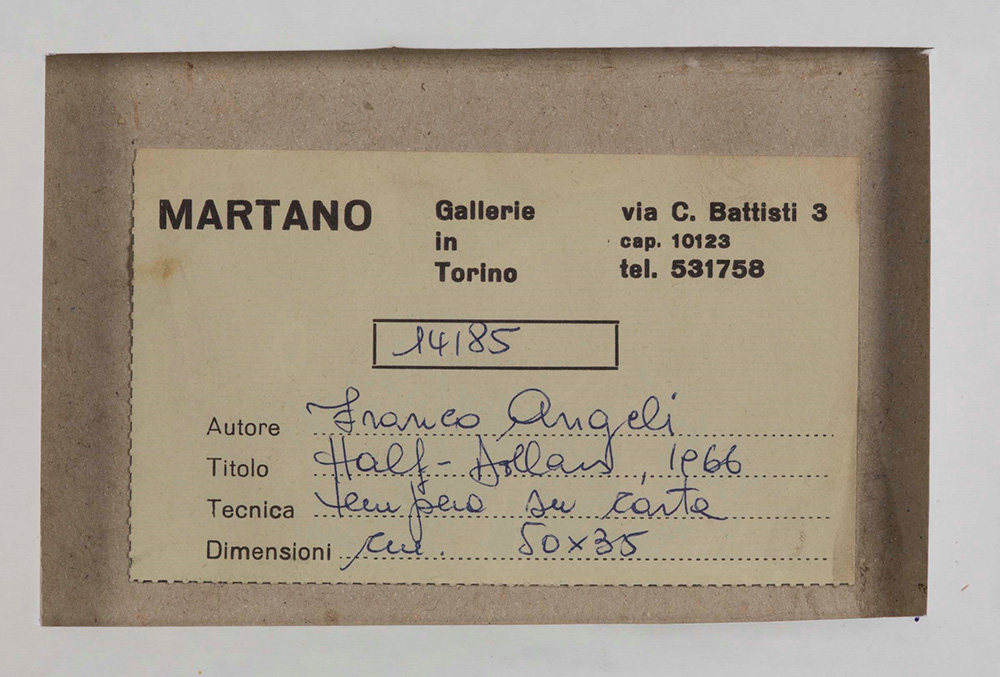 MARTANO
Gallerie
in
Torino
via C. Battisti 3
cap. 10123
tel. 531758
14185
Autore Franco Angeli
Titolo Half-dollars, 1966
Tecnica tempera su carta
Dimensioni cm. 50x35